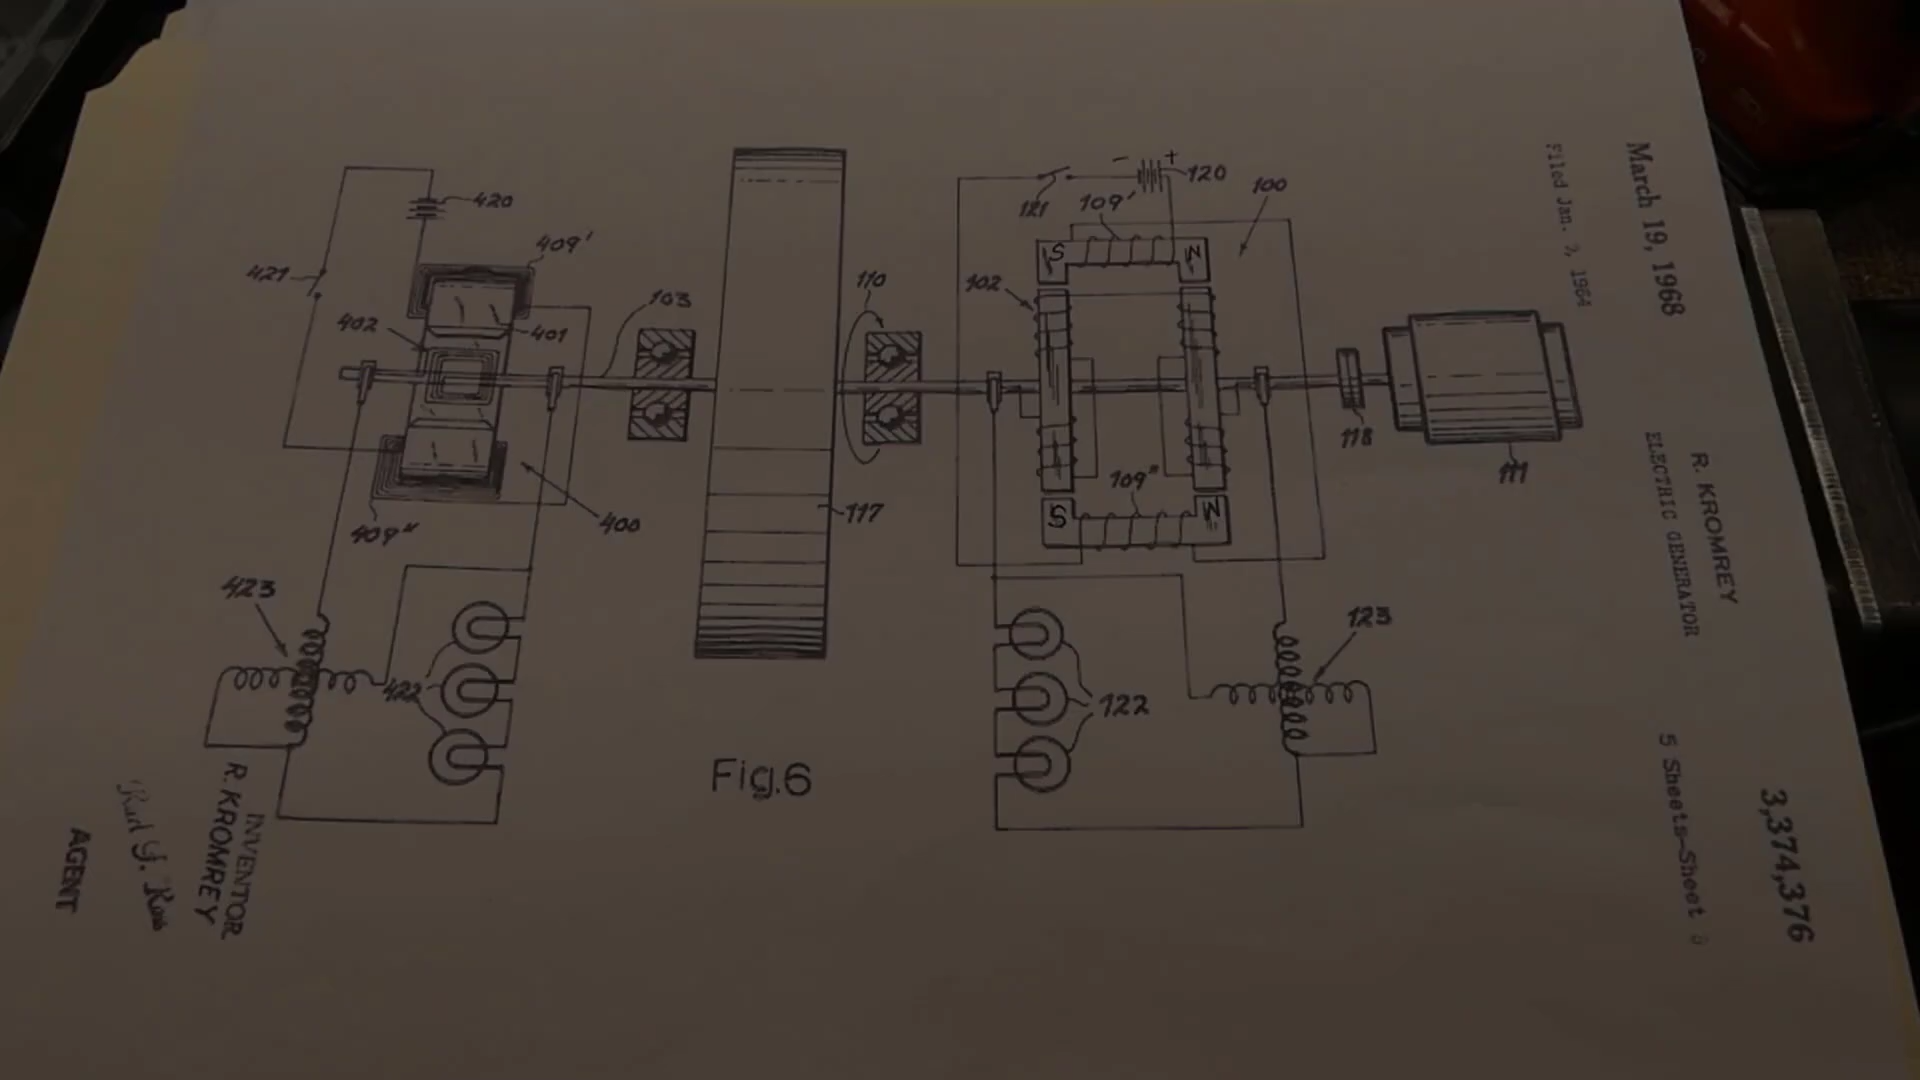 March 19, 1968
R. KROMREY
3,374,376
ELECTRIC GENERATOR
Filed Jan. 7, 1964
5 Sheets-Sheet
420
409'
421
402
401
103
409"
400
423
422
110
117
- +
120
121
109'
100
102
S N
109"
S N
118
111
123
122
Fig.6
INVENTOR
R. KROMREY
AGENT